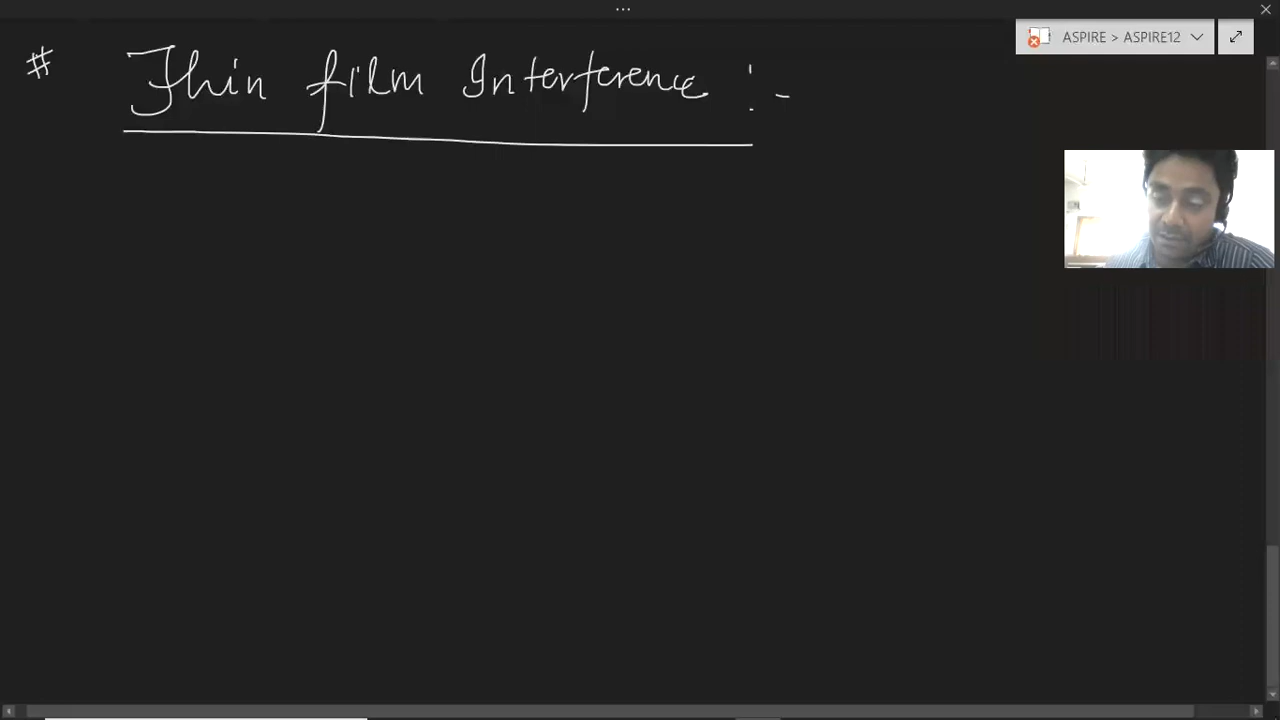 # Thin film Interference :-
ASPIRE > ASPIRE12